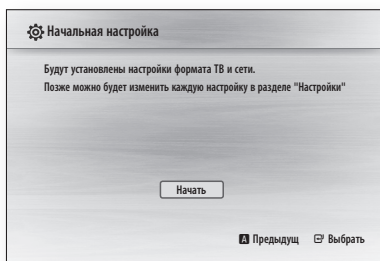 Начальная настройка
Будут установлены настройки формата ТВ и сети.
Позже можно будет изменить каждую настройку в разделе "Настройки"
Начать
A Предыдущ Выбрать